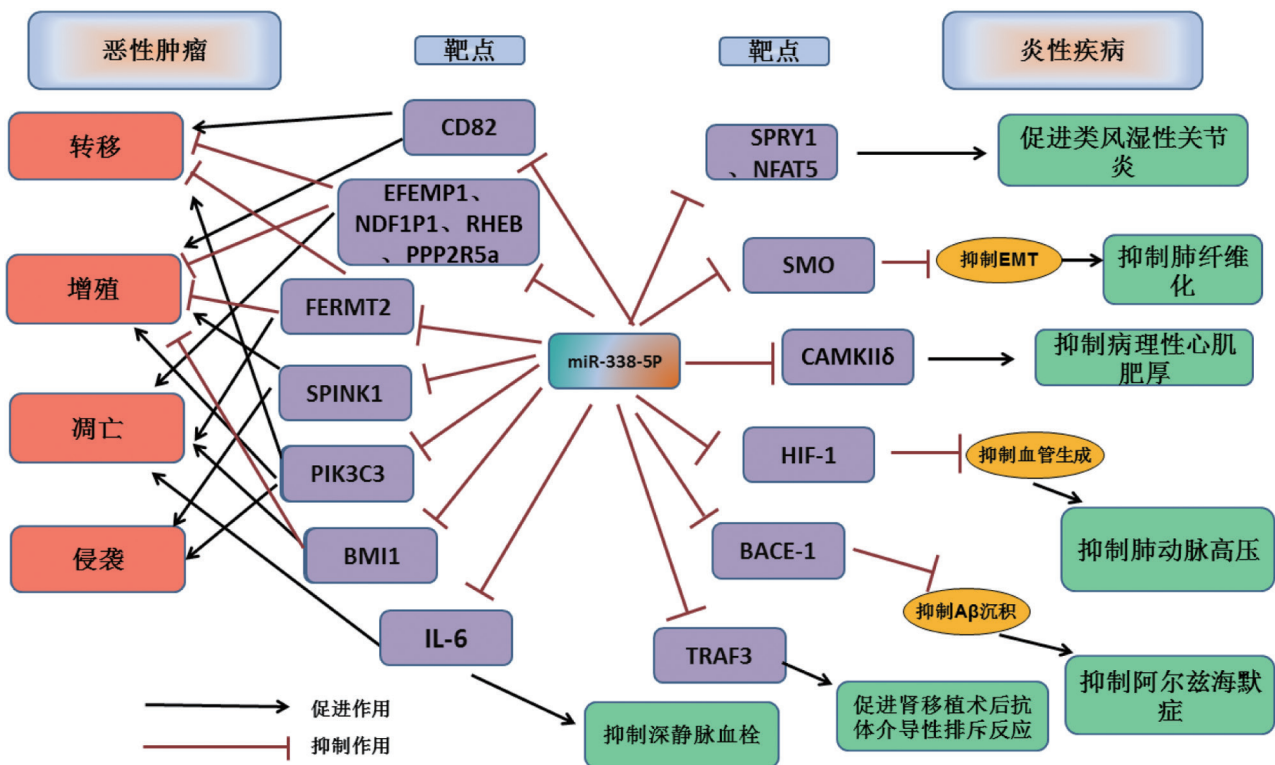 恶性肿瘤
靶点
靶点
炎性疾病
转移
增殖
凋亡
侵袭
CD82
EFEMP1、
NDF1P1、RHEB
、PPP2R5a
FERMT2
SPINK1
PIK3C3
BMI1
IL-6
miR-338-5P
SPRY1
、NFAT5
SMO
CAMKIIδ
HIF-1
BACE-1
TRAF3
促进类风湿性关节
炎
抑制EMT
抑制肺纤维
化
抑制病理性心肌
肥厚
抑制血管生成
抑制肺动脉高压
抑制Aβ沉积
抑制阿尔兹海默
症
促进肾移植术后抗
体介导性排斥反应
抑制深静脉血栓
促进作用
抑制作用